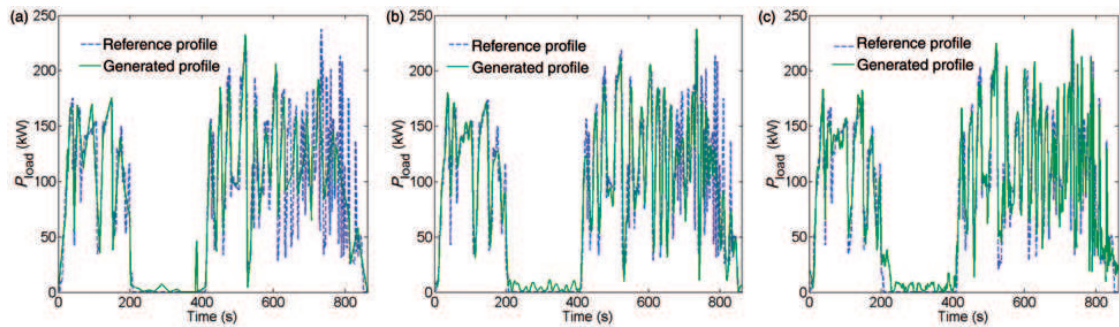 (a)
250
200
150
100
50
0
P_load (kW)
Reference profile
Generated profile
0 200 400 600 800
Time (s)
(b)
250
200
150
100
50
0
P_load (kW)
Reference profile
Generated profile
0 200 400 600 800
Time (s)
(c)
250
200
150
100
50
0
P_load (kW)
Reference profile
Generated profile
0 200 400 600 800
Time (s)